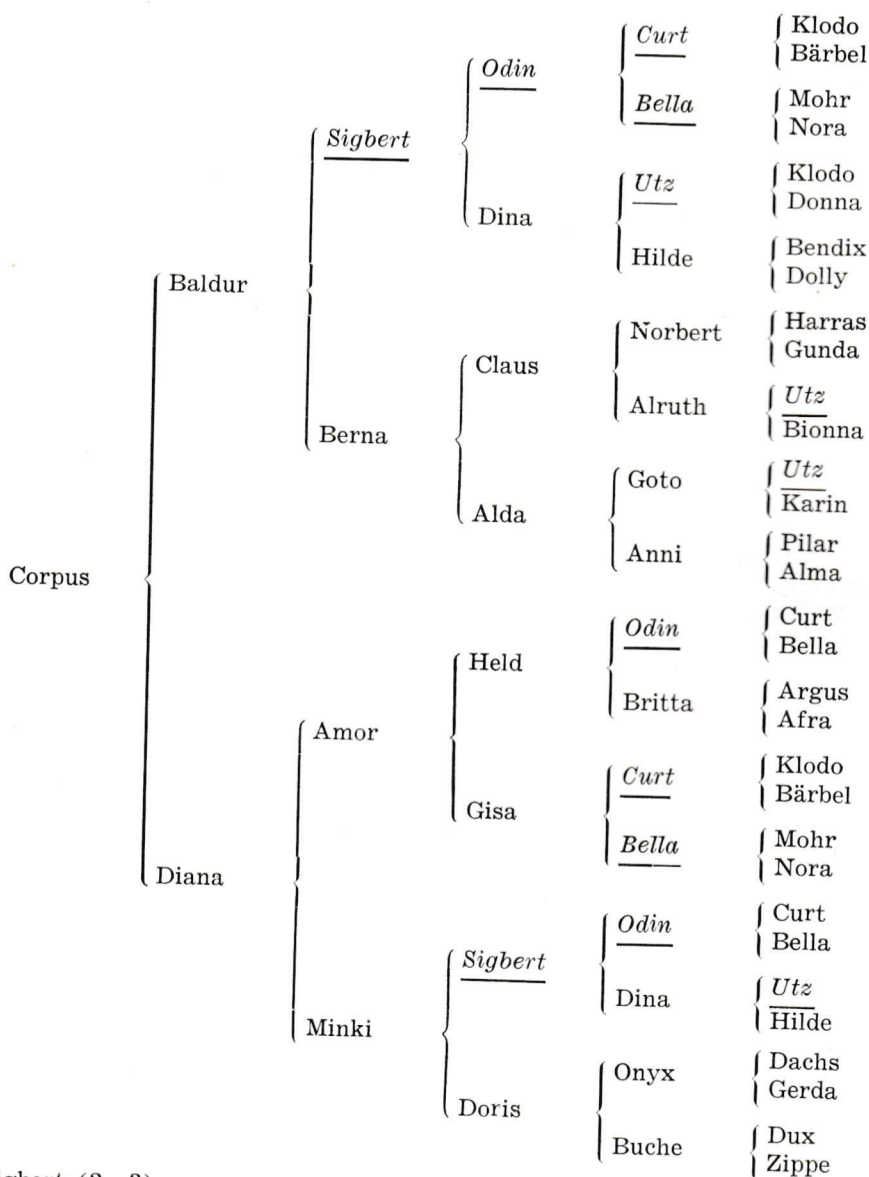 Klodo
Curt
Bärbel
Odin
Bella
Mohr
Nora
Sigbert
Utz
Klodo
Donna
Dina
Hilde
Bendix
Dolly
Baldur
Norbert
Harras
Gunda
Claus
Alruth
Utz
Bionna
Berna
Goto
Utz
Karin
Alda
Anni
Pilar
Alma
Corpus
Odin
Curt
Bella
Held
Britta
Argus
Afra
Amor
Curt
Klodo
Bärbel
Gisa
Bella
Mohr
Nora
Diana
Odin
Curt
Bella
Sigbert
Dina
Utz
Hilde
Minki
Onyx
Dachs
Gerda
Doris
Buche
Dux
Zippe